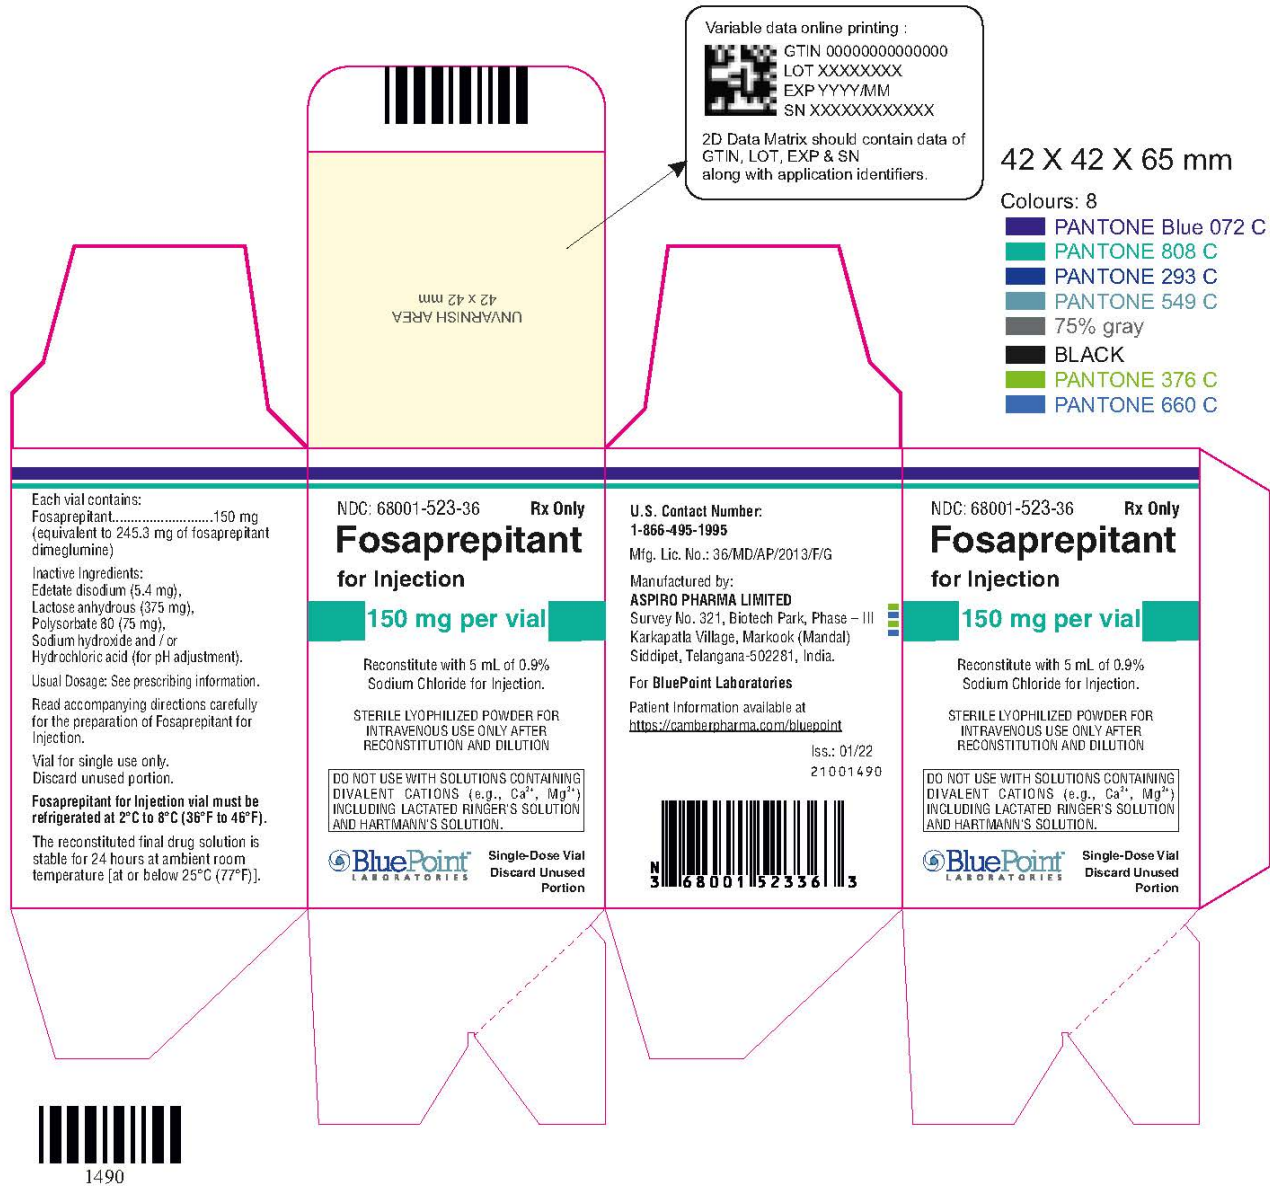 Variable data online printing :
GTIN 00000000000000
LOT XXXXXXXX
EXP YYYY/MM
SN XXXXXXXXXXXX
2D Data Matrix should contain data of
GTIN, LOT, EXP & SN
along with application identifiers.
42 X 42 X 65 mm
Colours: 8
PANTONE Blue 072 C
PANTONE 808 C
PANTONE 293 C
PANTONE 549 C
75% gray
BLACK
PANTONE 376 C
PANTONE 660 C
UNVARNISH AREA
42 x 42 mm
Each vial contains:
Fosaprepitant..........................150 mg
(equivalent to 245.3 mg of fosaprepitant
dimeglumine)
Inactive Ingredients:
Edetate disodium (5.4 mg),
Lactose anhydrous (375 mg),
Polysorbate 80 (75 mg),
Sodium hydroxide and / or
Hydrochloric acid (for pH adjustment).
Usual Dosage: See prescribing information.
Read accompanying directions carefully
for the preparation of Fosaprepitant for
Injection.
Vial for single use only.
Discard unused portion.
Fosaprepitant for Injection vial must be
refrigerated at 2°C to 8°C (36°F to 46°F).
The reconstituted final drug solution is
stable for 24 hours at ambient room
temperature [at or below 25°C (77°F)].
NDC: 68001-523-36 Rx Only
Fosaprepitant
for Injection
150 mg per vial
Reconstitute with 5 mL of 0.9%
Sodium Chloride for Injection.
STERILE LYOPHILIZED POWDER FOR
INTRAVENOUS USE ONLY AFTER
RECONSTITUTION AND DILUTION
DO NOT USE WITH SOLUTIONS CONTAINING
DIVALENT CATIONS (e.g., Ca²⁺, Mg²⁺)
INCLUDING LACTATED RINGER'S SOLUTION
AND HARTMANN'S SOLUTION.
BluePoint™
LABORATORIES
Single-Dose Vial
Discard Unused
Portion
U.S. Contact Number:
1-866-495-1995
Mfg. Lic. No.: 36/MD/AP/2013/F/G
Manufactured by:
ASPIRO PHARMA LIMITED
Survey No. 321, Biotech Park, Phase – III
Karkapatla Village, Markook (Mandal)
Siddipet, Telangana-502281, India.
For BluePoint Laboratories
Patient Information available at
https://camberpharma.com/bluepoint
Iss.: 01/22
21001490
N
3 68001 52336 3
NDC: 68001-523-36 Rx Only
Fosaprepitant
for Injection
150 mg per vial
Reconstitute with 5 mL of 0.9%
Sodium Chloride for Injection.
STERILE LYOPHILIZED POWDER FOR
INTRAVENOUS USE ONLY AFTER
RECONSTITUTION AND DILUTION
DO NOT USE WITH SOLUTIONS CONTAINING
DIVALENT CATIONS (e.g., Ca²⁺, Mg²⁺)
INCLUDING LACTATED RINGER'S SOLUTION
AND HARTMANN'S SOLUTION.
BluePoint™
LABORATORIES
Single-Dose Vial
Discard Unused
Portion
1490